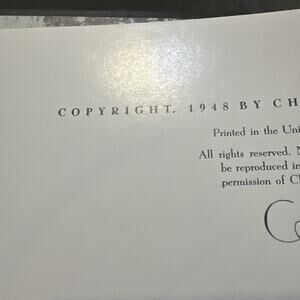 COPYRIGHT, 1948 BY CH
Printed in the Uni
All rights reserved. N
be reproduced in
permission of C